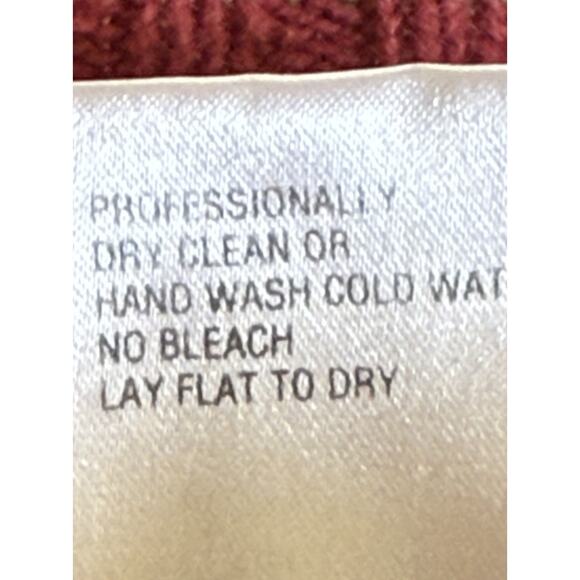 PROFESSIONALLY
DRY CLEAN OR
HAND WASH COLD WAT
NO BLEACH
LAY FLAT TO DRY